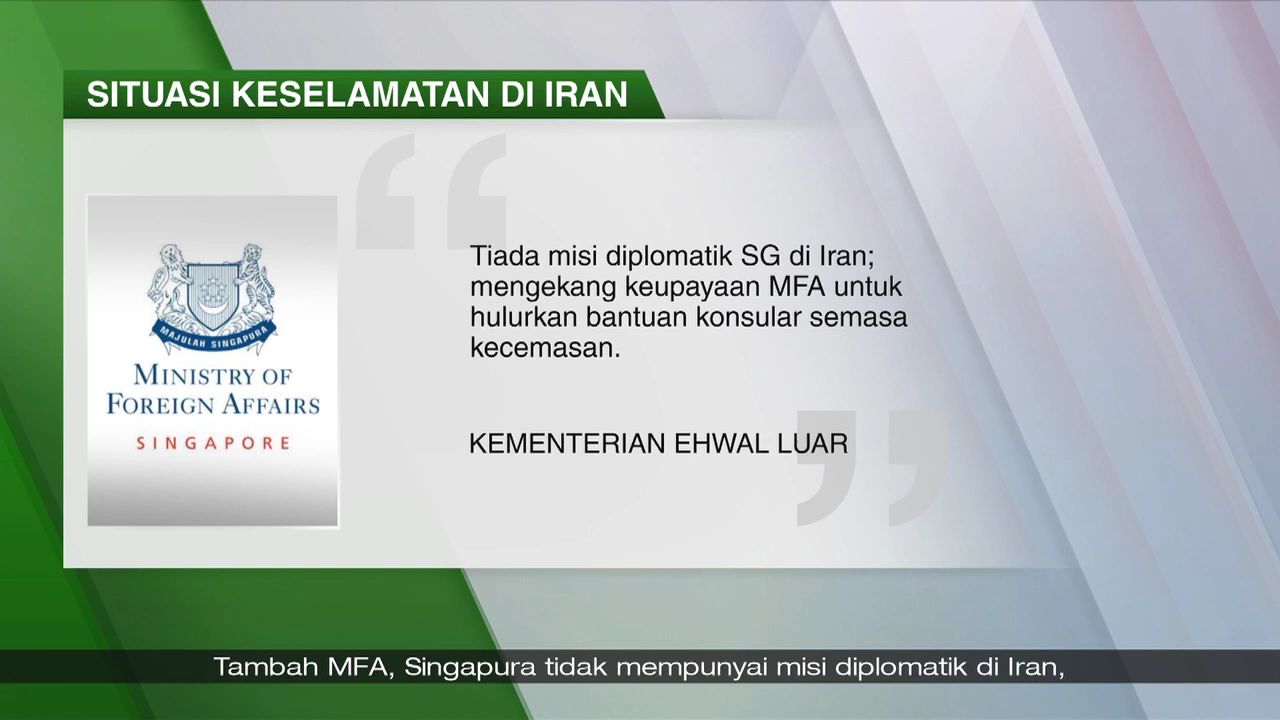 SITUASI KESELAMATAN DI IRAN
Tiada misi diplomatik SG di Iran;
mengekang keupayaan MFA untuk
hulurkan bantuan konsular semasa
kecemasan.
KEMENTERIAN EHWAL LUAR
MAJULAH SINGAPURA
MINISTRY OF
FOREIGN AFFAIRS
SINGAPORE
Tambah MFA, Singapura tidak mempunyai misi diplomatik di Iran,